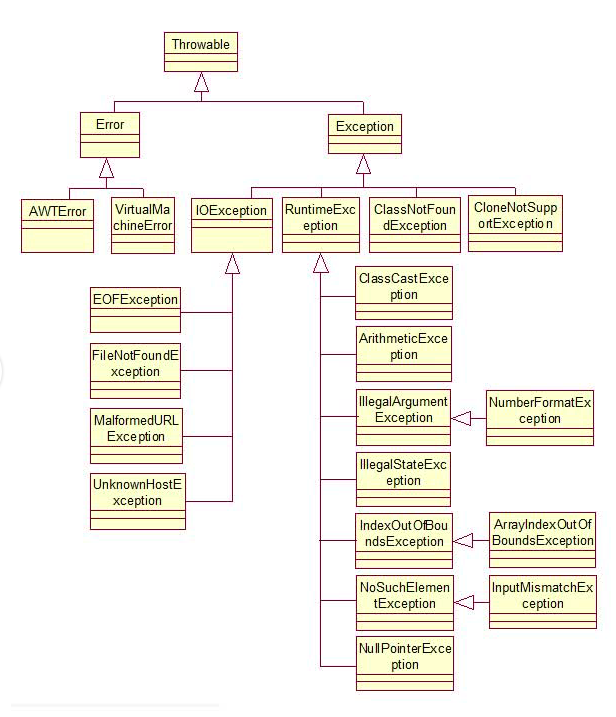 Throwable
Error
Exception
AWTError
VirtualMa
chineError
IOException
RuntimeExc
eption
ClassNotFoun
dException
CloneNotSupp
ortException
EOFException
FileNotFoundE
xception
MalformedURL
Exception
UnknownHostE
xception
ClassCastExce
ption
ArithmeticExce
ption
IllegalArgument
Exception
NumberFormatEx
ception
IllegalStateExc
eption
IndexOutOfBou
ndsException
ArrayIndexOutOf
BoundsException
NoSuchElemen
tException
InputMismatchEx
ception
NullPointerExce
ption